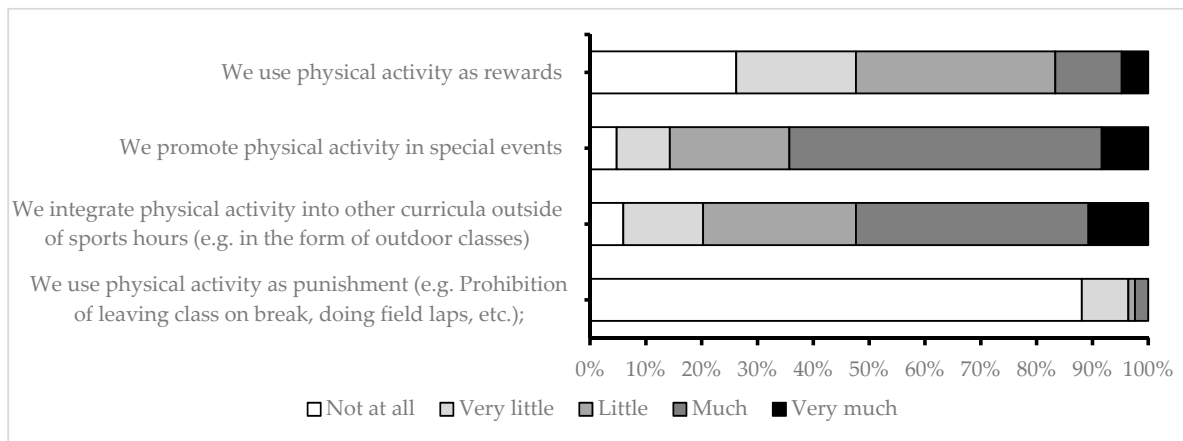 We use physical activity as rewards
We promote physical activity in special events
We integrate physical activity into other curricula outside
of sports hours (e.g. in the form of outdoor classes)
We use physical activity as punishment (e.g. Prohibition
of leaving class on break, doing field laps, etc.);
0% 10% 20% 30% 40% 50% 60% 70% 80% 90% 100%
Not at all Very little Little Much Very much